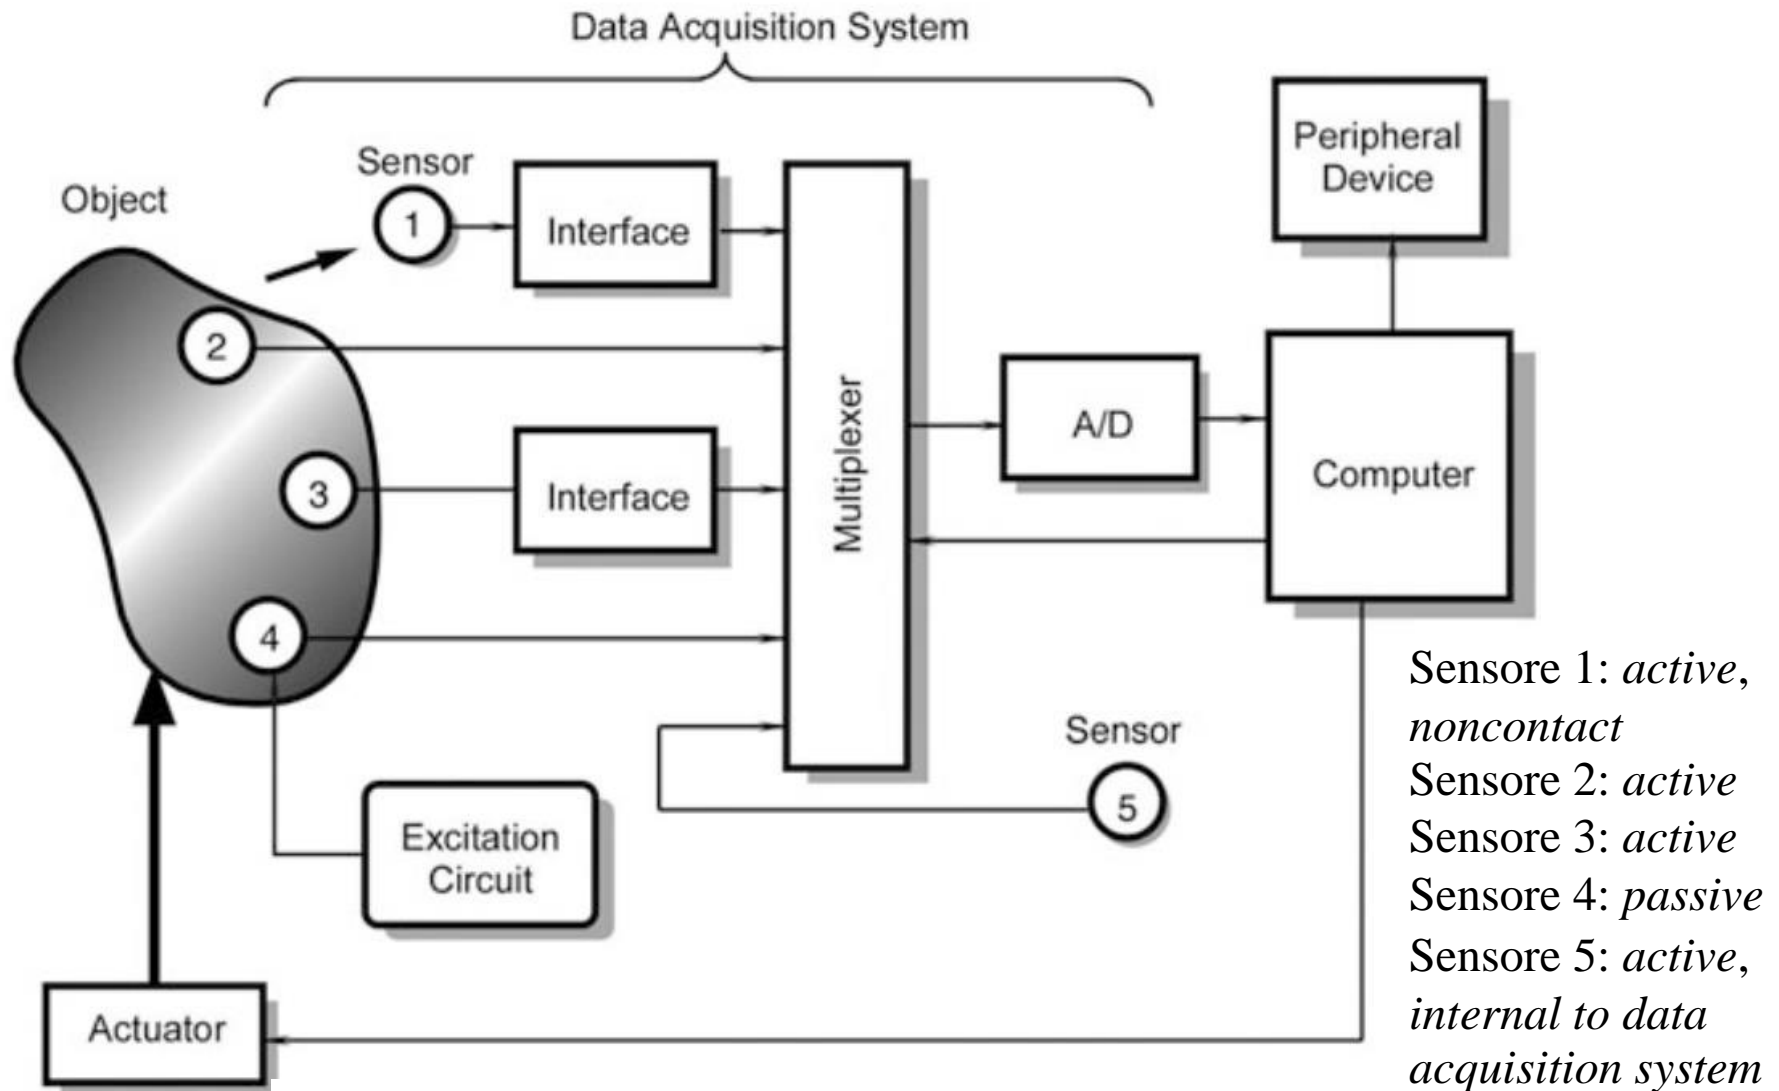 Data Acquisition System
Peripheral
Device
Sensor
Object
1
Interface
2
Multiplexer
A/D
Computer
3
Interface
4
Sensor
5
Excitation
Circuit
Actuator
Sensore 1: active,
noncontact
Sensore 2: active
Sensore 3: active
Sensore 4: passive
Sensore 5: active,
internal to data
acquisition system